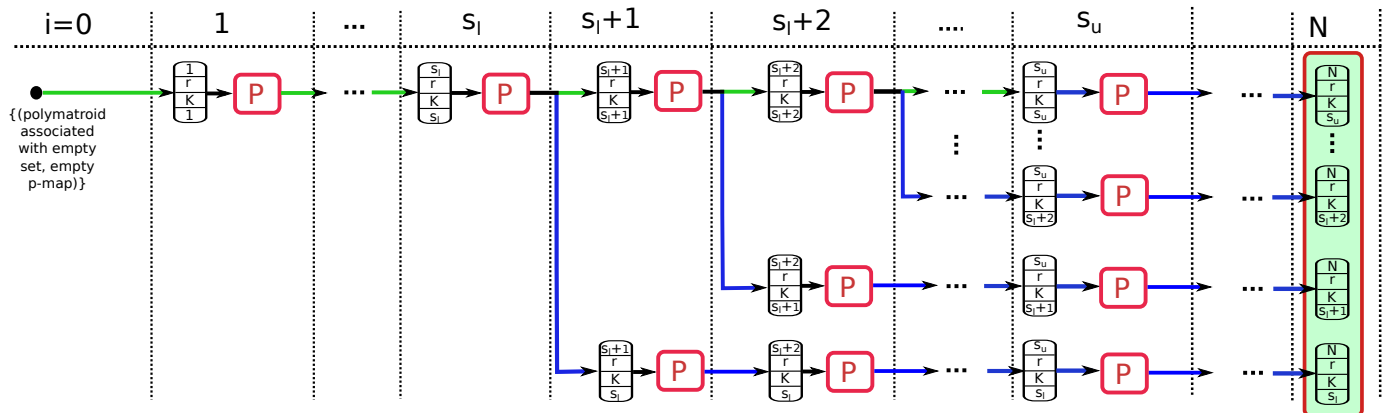 i=0 1 ... s_l s_l+1 s_l+2 .... s_u N
{(polymatroid
associated
with empty
set, empty
p-map)}
1
r
K
1
P
...
s_l
r
K
s_l
P
s_l+1
r
K
s_l+1
P
s_l+2
r
K
s_l+2
P
...
s_u
r
K
s_u
P
...
N
r
K
s_u
...
...
...
...
s_u
r
K
s_l+2
P
...
N
r
K
s_l+2
s_l+2
r
K
s_l+1
P
...
s_u
r
K
s_l+1
P
...
N
r
K
s_l+1
s_l+1
r
K
s_l
P
s_l+2
r
K
s_l
P
...
s_u
r
K
s_l
P
...
N
r
K
s_l